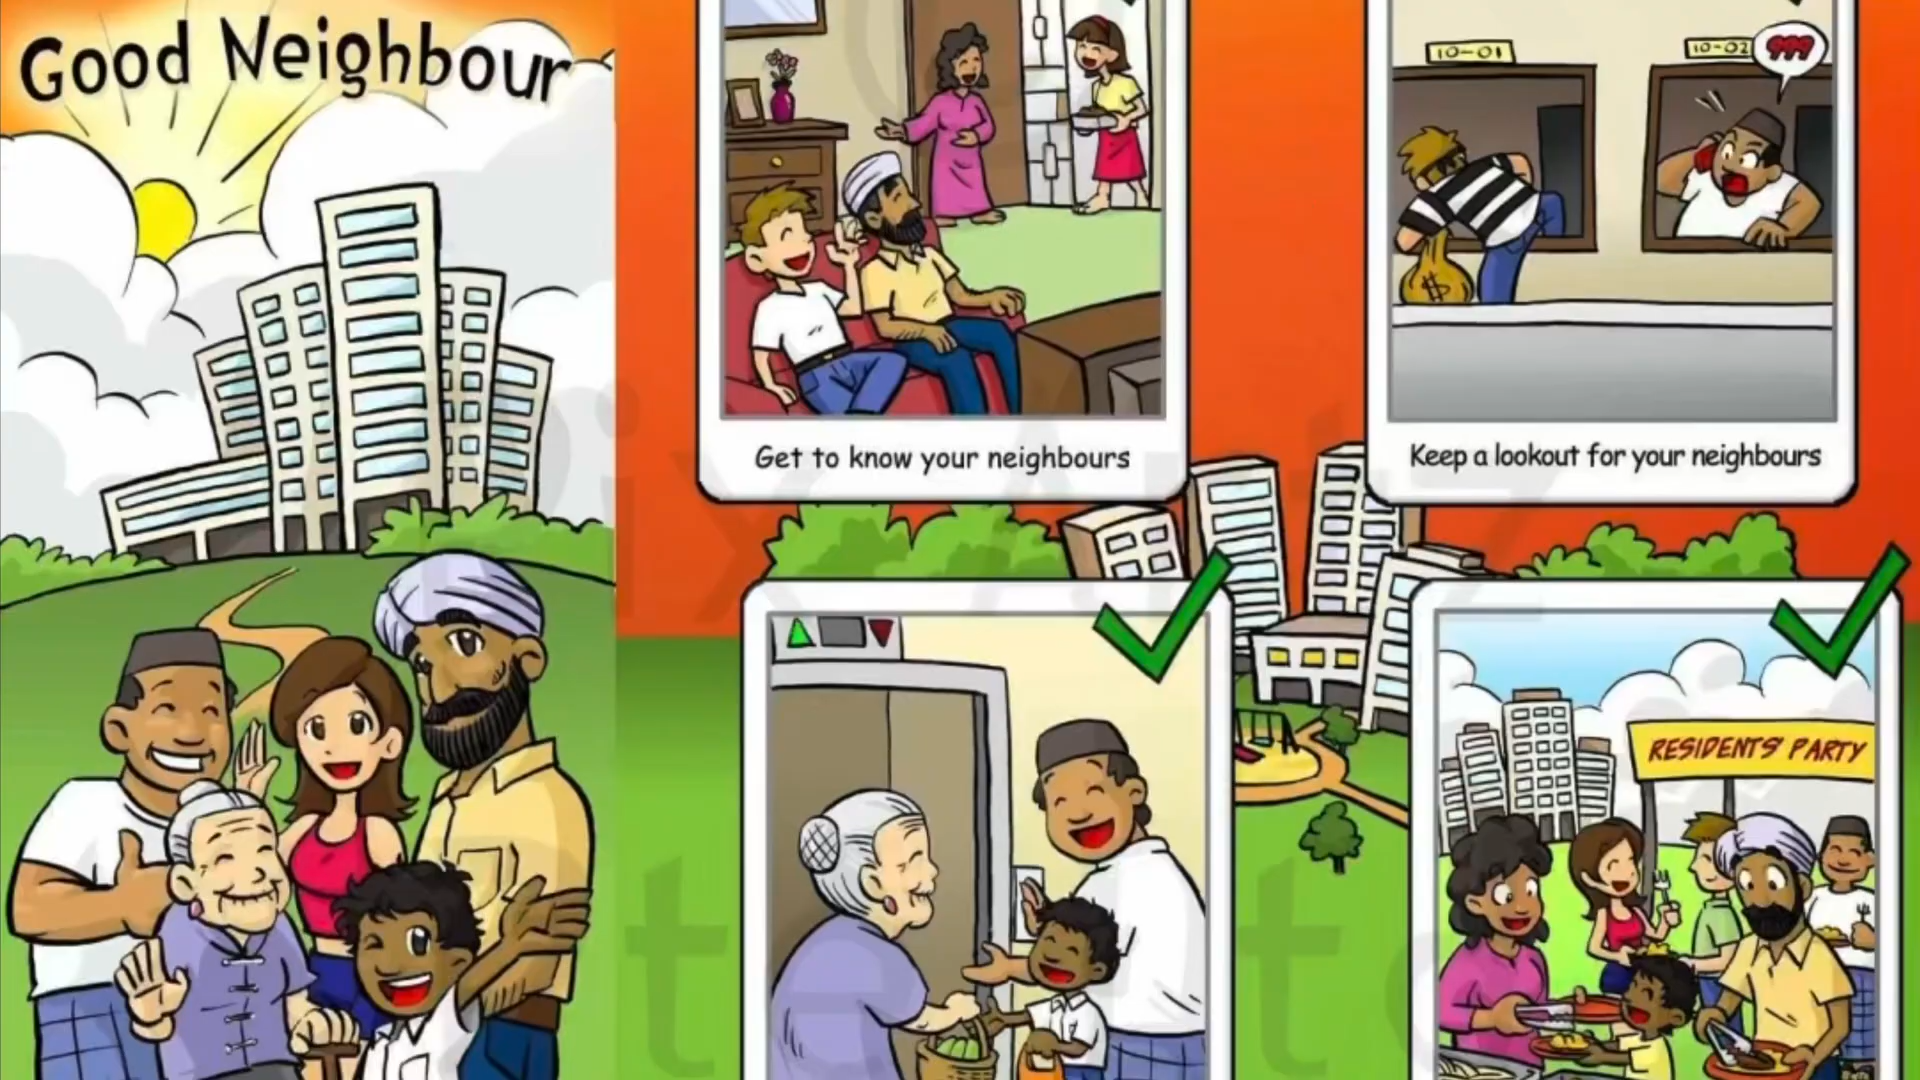 Good Neighbour
Get to know your neighbours
10-01
10-02
999
Keep a lookout for your neighbours
$
RESIDENTS' PARTY